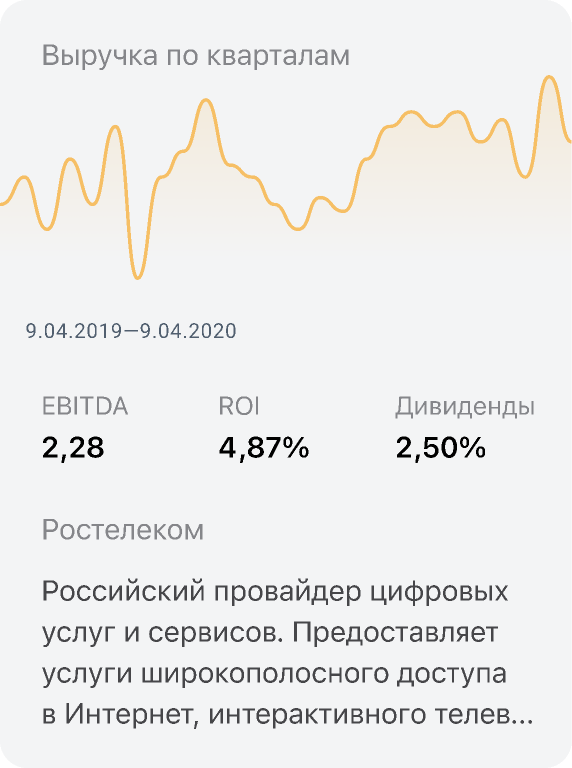 Выручка по кварталам
9.04.2019—9.04.2020
EBITDA ROI Дивиденды
2,28 4,87% 2,50%
Ростелеком
Российский провайдер цифровых
услуг и сервисов. Предоставляет
услуги широкополосного доступа
в Интернет, интерактивного телев...